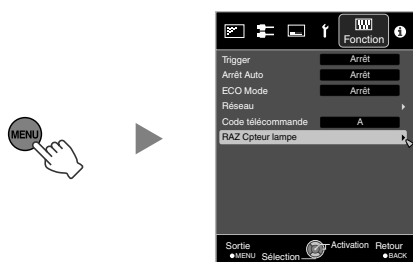 MENU
Fonction
Trigger Arrêt
Arrêt Auto Arrêt
ECO Mode Arrêt
Réseau
Code télécommande A
RAZ Cpteur lampe
Sortie Activation Retour
●MENU Sélection ●BACK